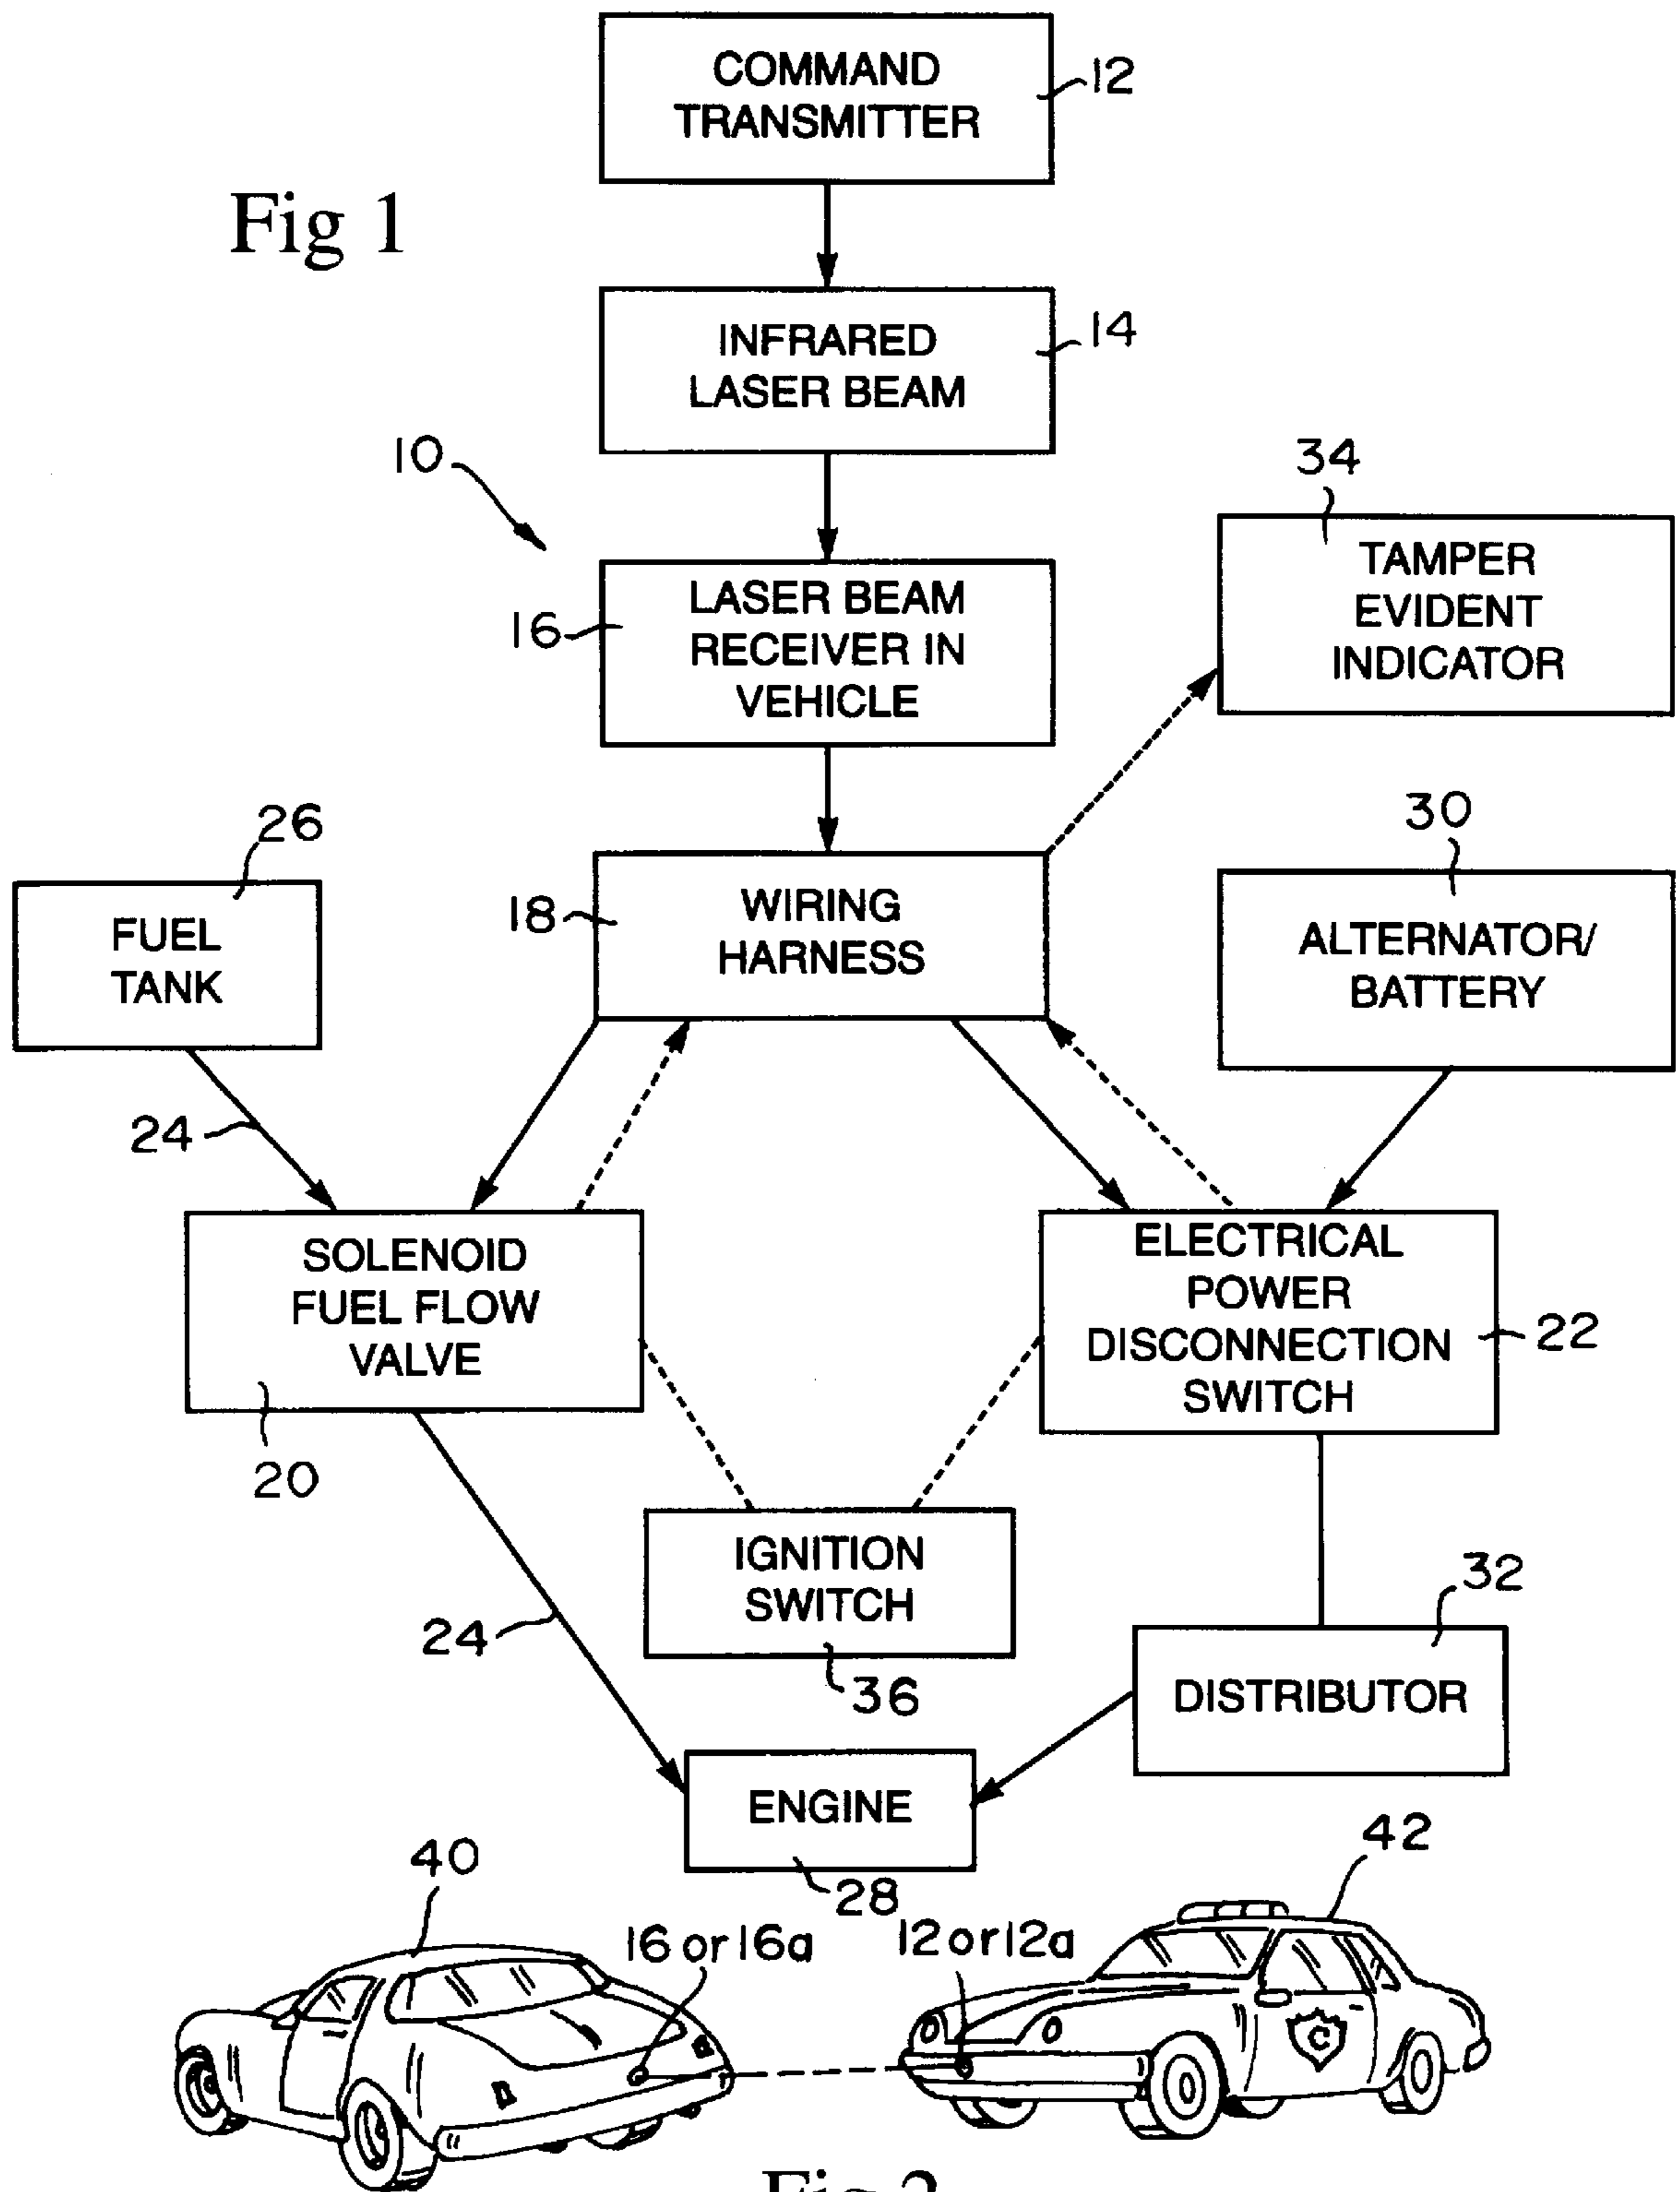 COMMAND
TRANSMITTER
12
Fig 1
INFRARED
LASER BEAM
14
10
34
TAMPER
EVIDENT
INDICATOR
LASER BEAM
RECEIVER IN
VEHICLE
16
26
30
FUEL
TANK
18
WIRING
HARNESS
ALTERNATOR/
BATTERY
24
SOLENOID
FUEL FLOW
VALVE
20
ELECTRICAL
POWER
DISCONNECTION
SWITCH
22
IGNITION
SWITCH
36
24
32
DISTRIBUTOR
ENGINE
28
40
42
16 or 16a
12 or 12a
C
Fig 2